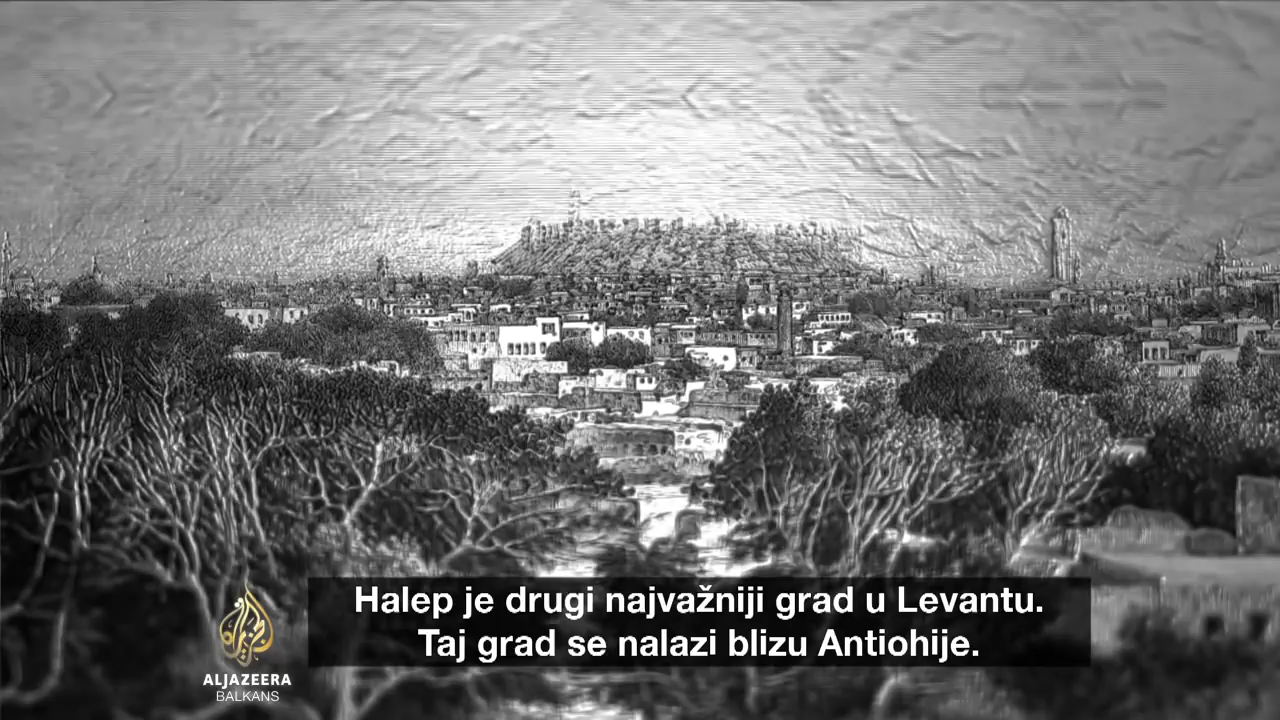 Halep je drugi najvažniji grad u Levantu.
Taj grad se nalazi blizu Antiohije.
ALJAZEERA
BALKANS